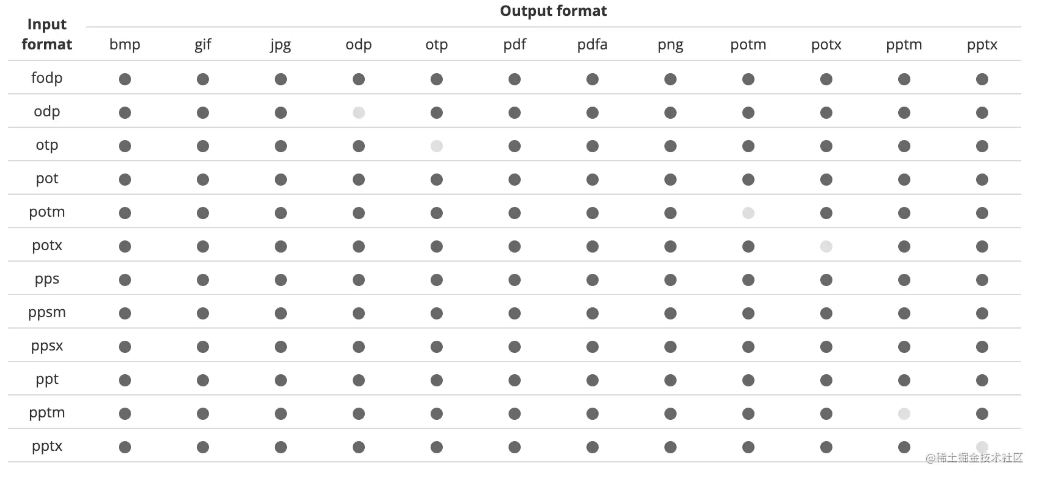 Output format
Input format
bmp gif jpg odp otp pdf pdfa png potm potx pptm pptx
fodp
odp
otp
pot
potm
potx
pps
ppsm
ppsx
ppt
pptm
pptx
@稀土掘金技术社区